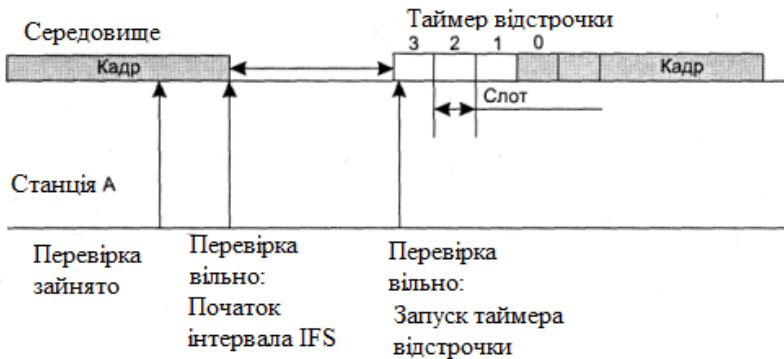 Таймер відстрочки
Середовище
3 2 1 0
Кадр
Кадр
Слот
Станція А
Перевірка
зайнято
Перевірка
вільно:
Початок
інтервала IFS
Перевірка
вільно:
Запуск таймера
відстрочки